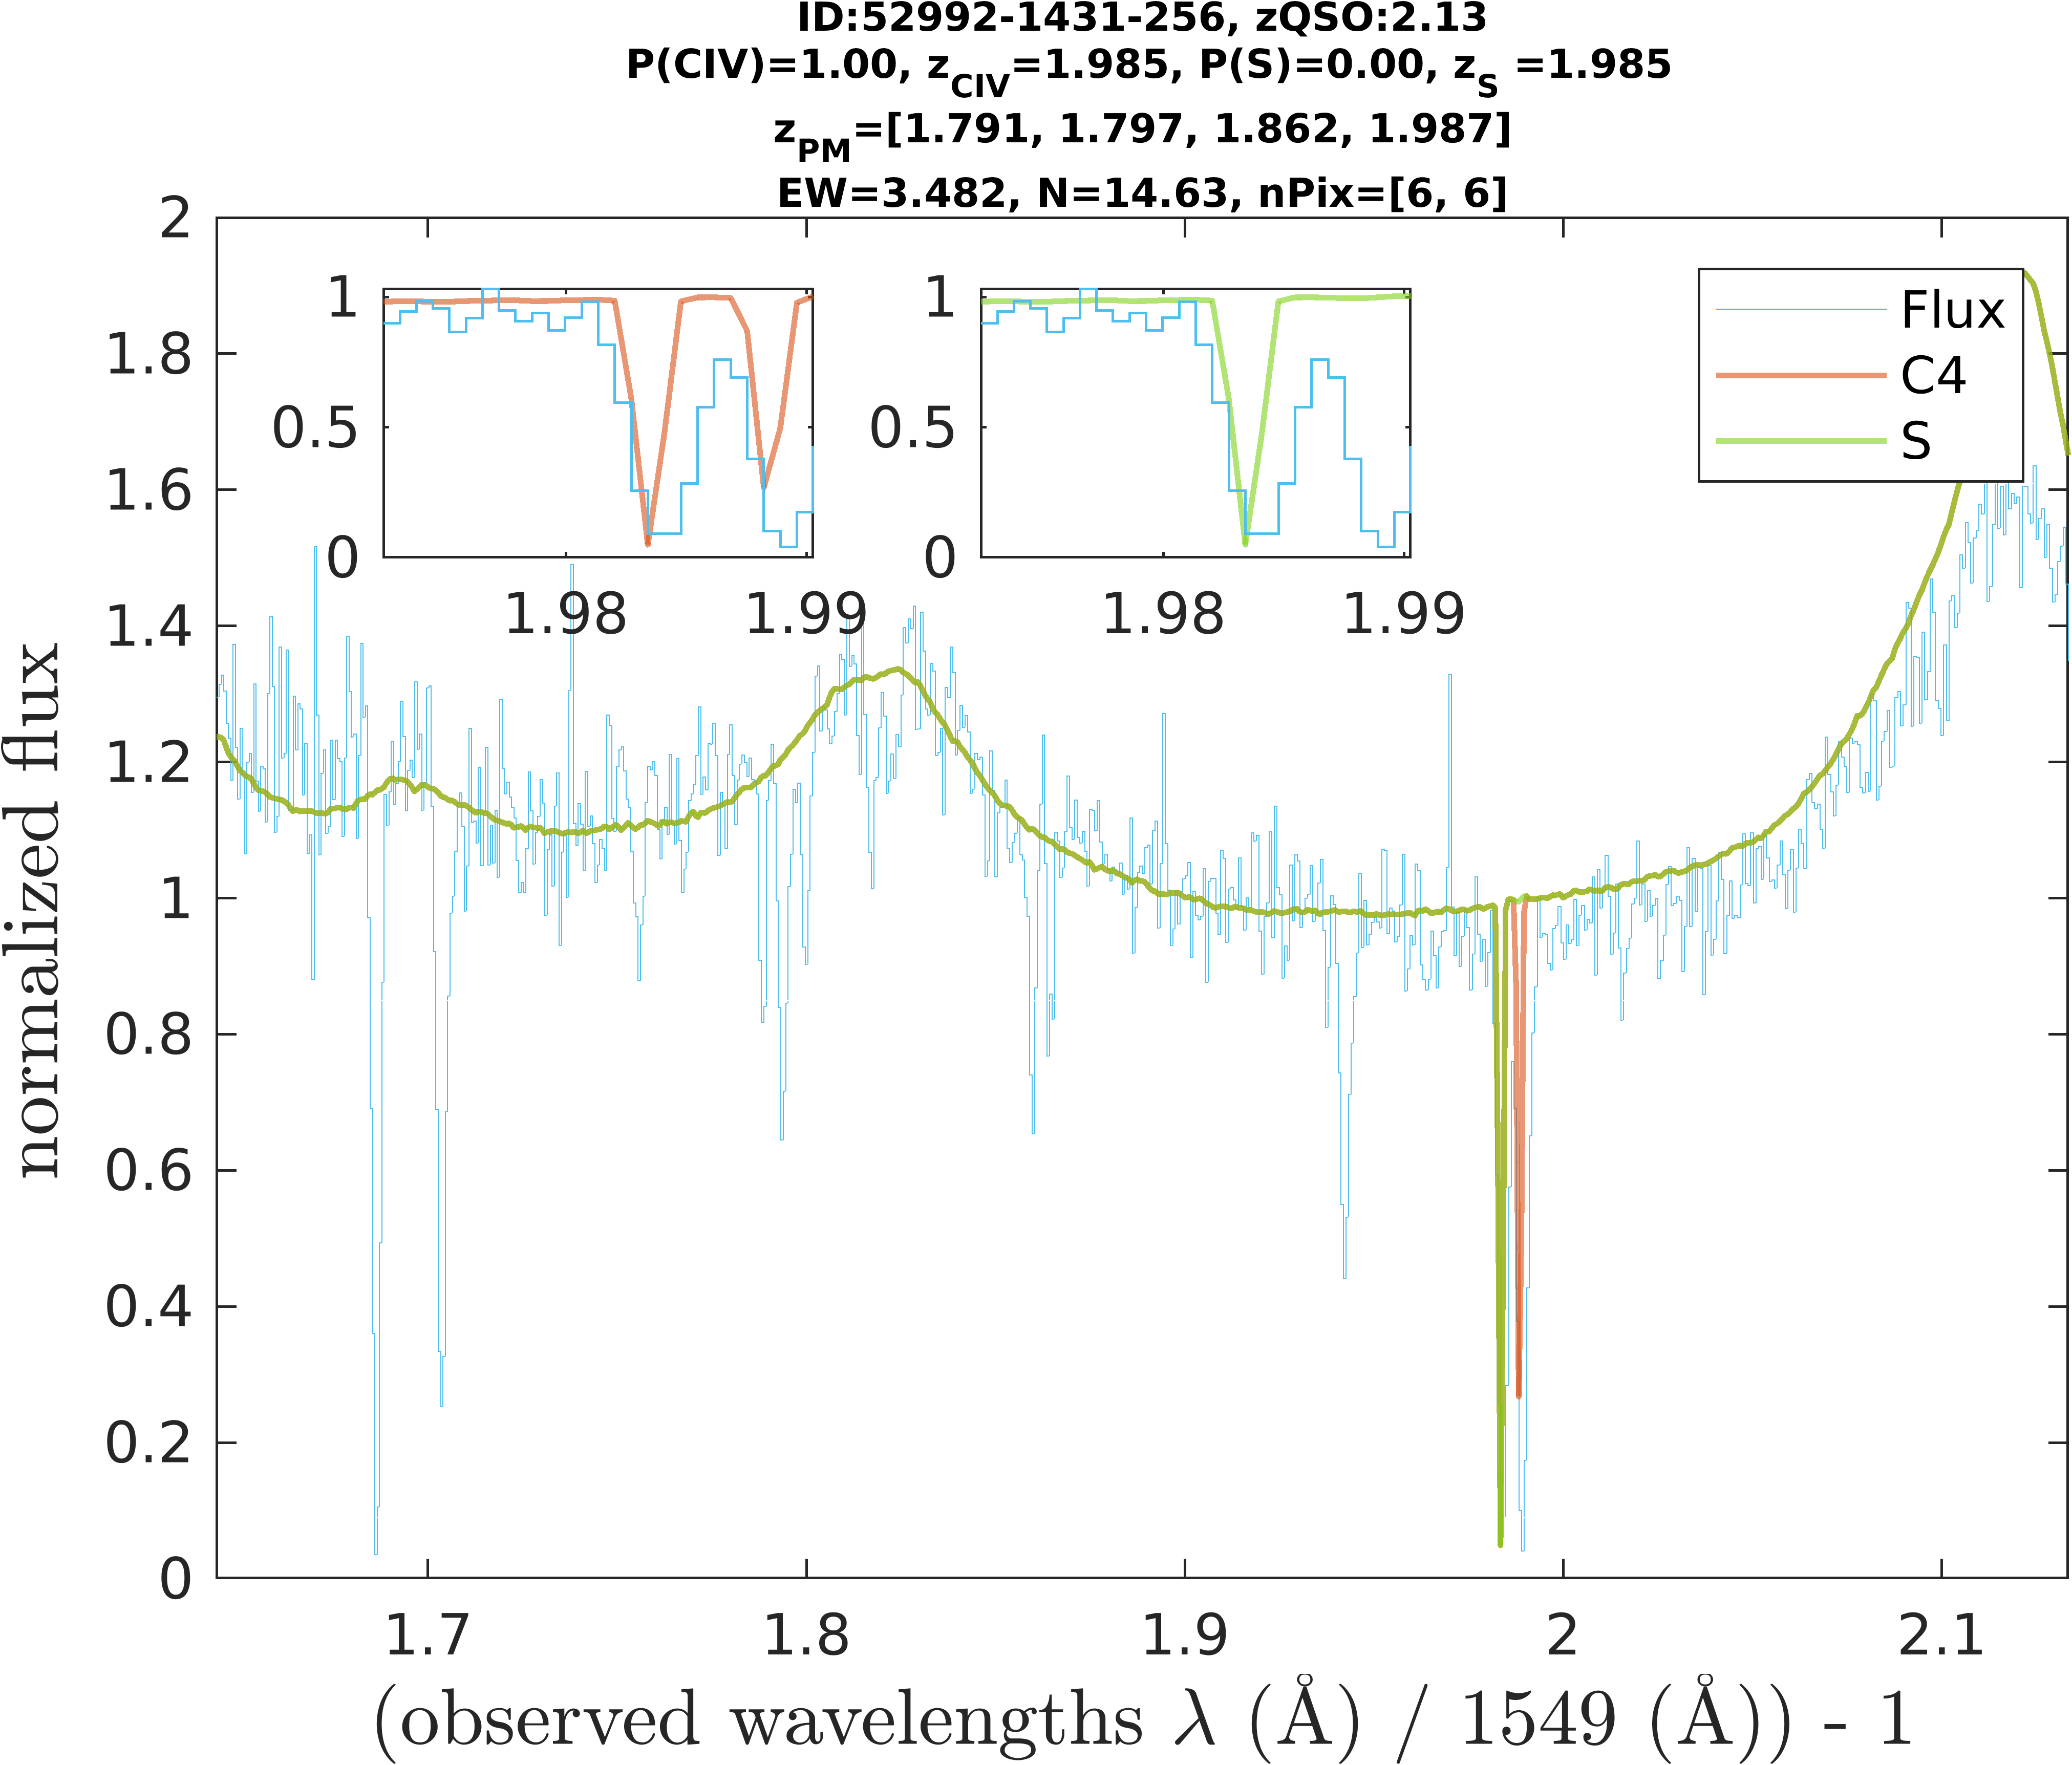 ID:52992-1431-256, zQSO:2.13
P(CIV)=1.00, zCIV=1.985, P(S)=0.00, zS =1.985
zPM=[1.791, 1.797, 1.862, 1.987]
EW=3.482, N=14.63, nPix=[6, 6]
2
1.8
1.6
1.4
1.2
1
0.8
0.6
0.4
0.2
0
normalized flux
1
0.5
0
1.98 1.99
1
0.5
0
1.98 1.99
Flux
C4
S
1.7 1.8 1.9 2 2.1
(observed wavelengths λ (Å) / 1549 (Å)) - 1